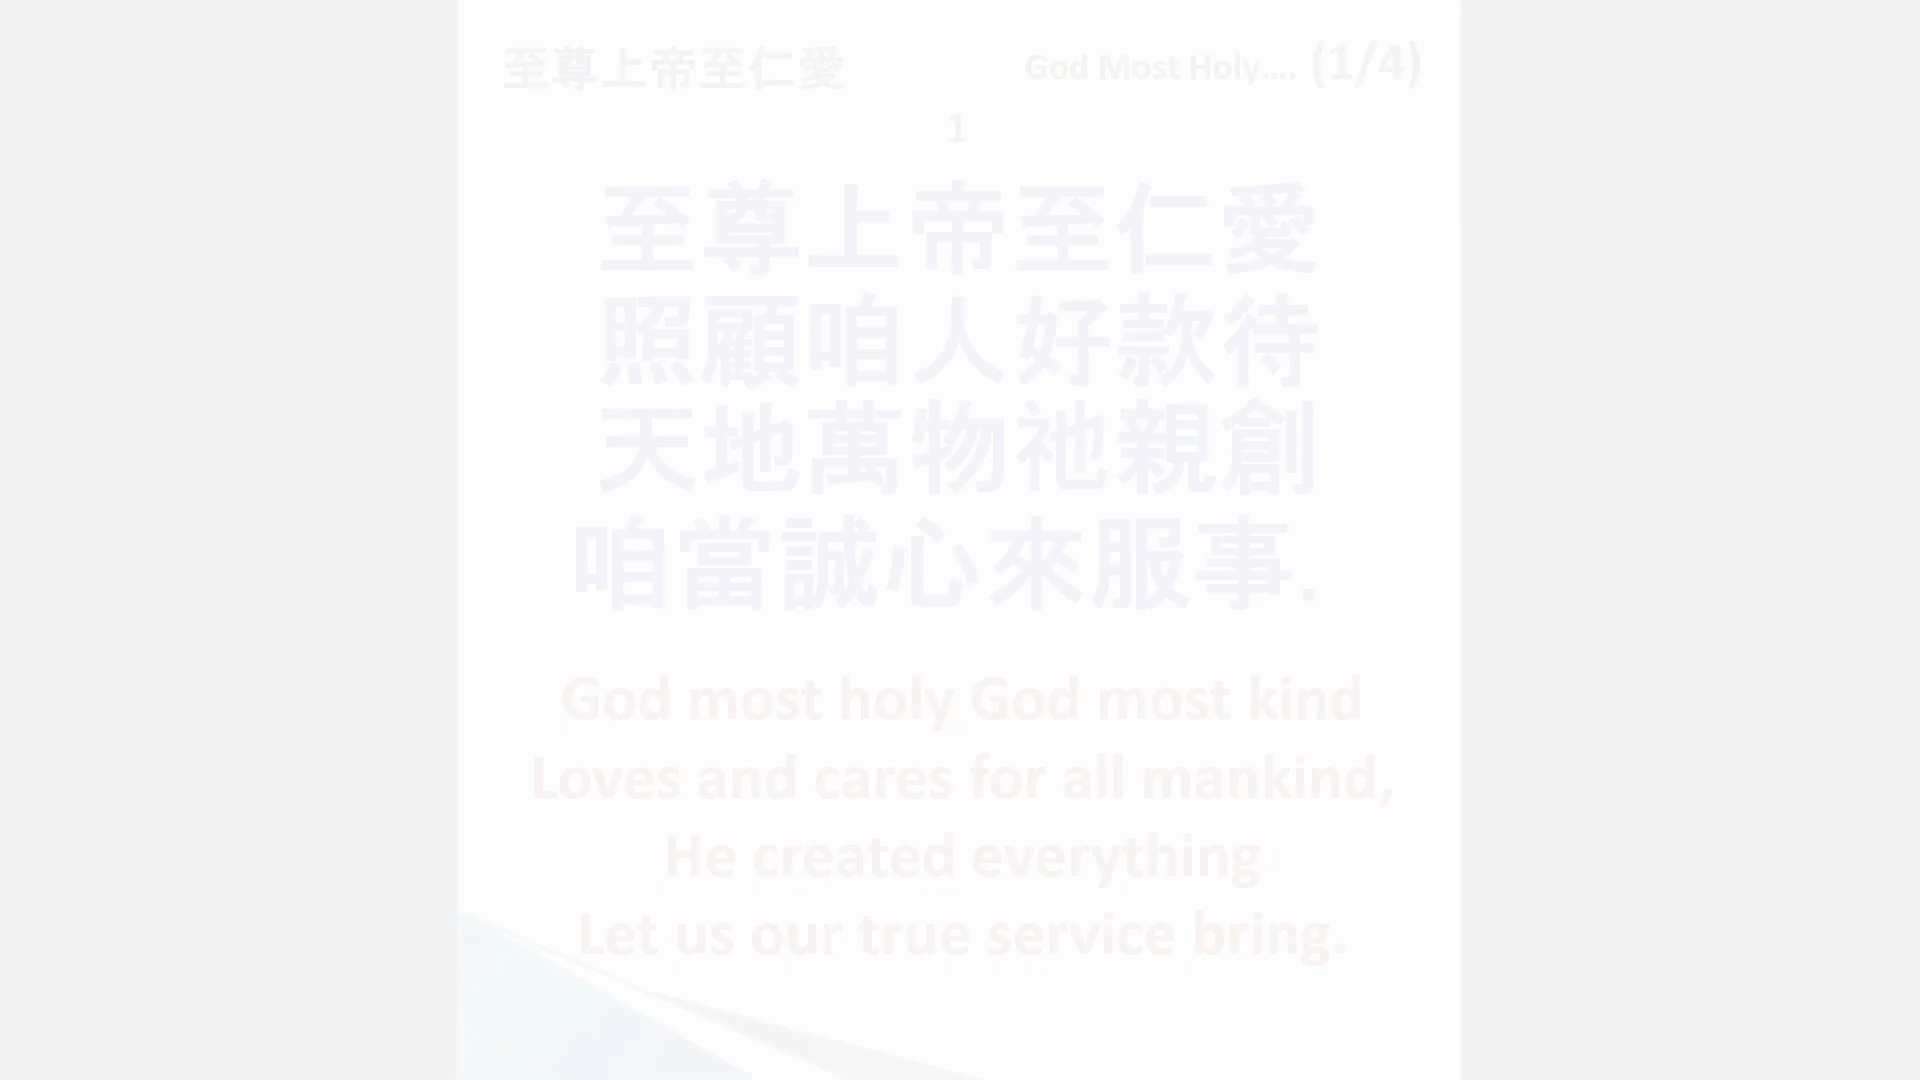 至尊上帝至仁愛 God Most Holy.... (1/4)
1
至尊上帝至仁愛
照顧咱人好款待
天地萬物祂親創
咱當誠心來服事.
God most holy God most kind
Loves and cares for all mankind,
He created everything
Let us our true service bring.